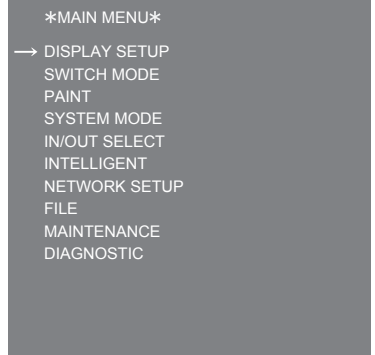 *MAIN MENU*
→ DISPLAY SETUP
SWITCH MODE
PAINT
SYSTEM MODE
IN/OUT SELECT
INTELLIGENT
NETWORK SETUP
FILE
MAINTENANCE
DIAGNOSTIC